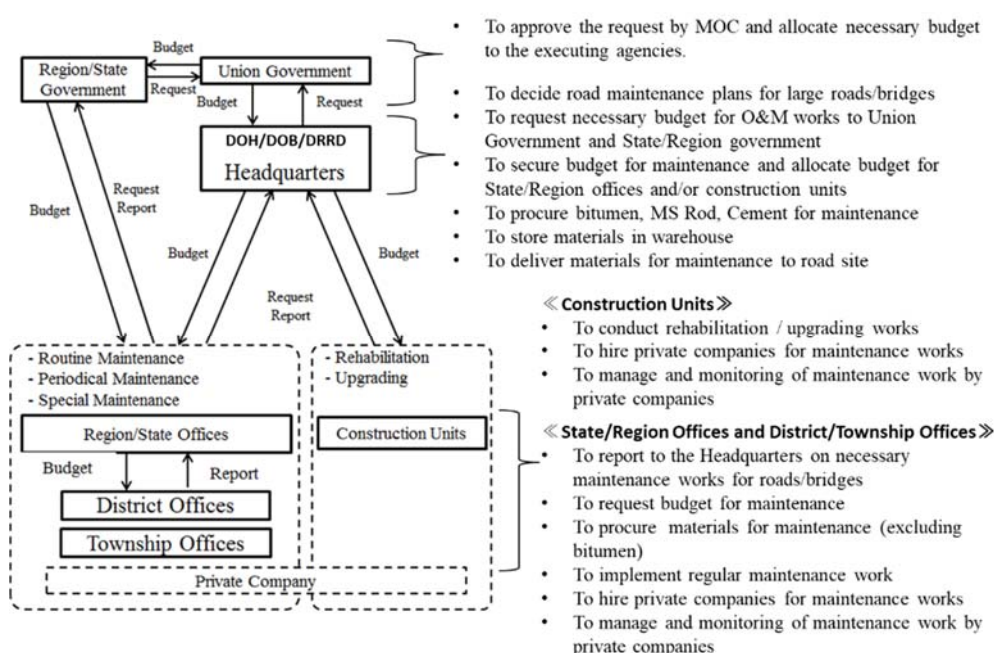 Budget
Region/State
Government
Union Government
Request
Budget
Request
DOH/DOB/DRRD
Headquarters
Budget
Request
Report
Budget
Request
Report
Budget
- Routine Maintenance
- Periodical Maintenance
- Special Maintenance
Region/State Offices
Budget
Report
District Offices
Township Offices
- Rehabilitation
- Upgrading
Construction Units
Private Company
• To approve the request by MOC and allocate necessary budget
to the executing agencies.
• To decide road maintenance plans for large roads/bridges
• To request necessary budget for O&M works to Union
Government and State/Region government
• To secure budget for maintenance and allocate budget for
State/Region offices and/or construction units
• To procure bitumen, MS Rod, Cement for maintenance
• To store materials in warehouse
• To deliver materials for maintenance to road site
≪Construction Units≫
• To conduct rehabilitation / upgrading works
• To hire private companies for maintenance works
• To manage and monitoring of maintenance work by
private companies
≪State/Region Offices and District/Township Offices≫
• To report to the Headquarters on necessary
maintenance works for roads/bridges
• To request budget for maintenance
• To procure materials for maintenance (excluding
bitumen)
• To implement regular maintenance work
• To hire private companies for maintenance works
• To manage and monitoring of maintenance work by
private companies